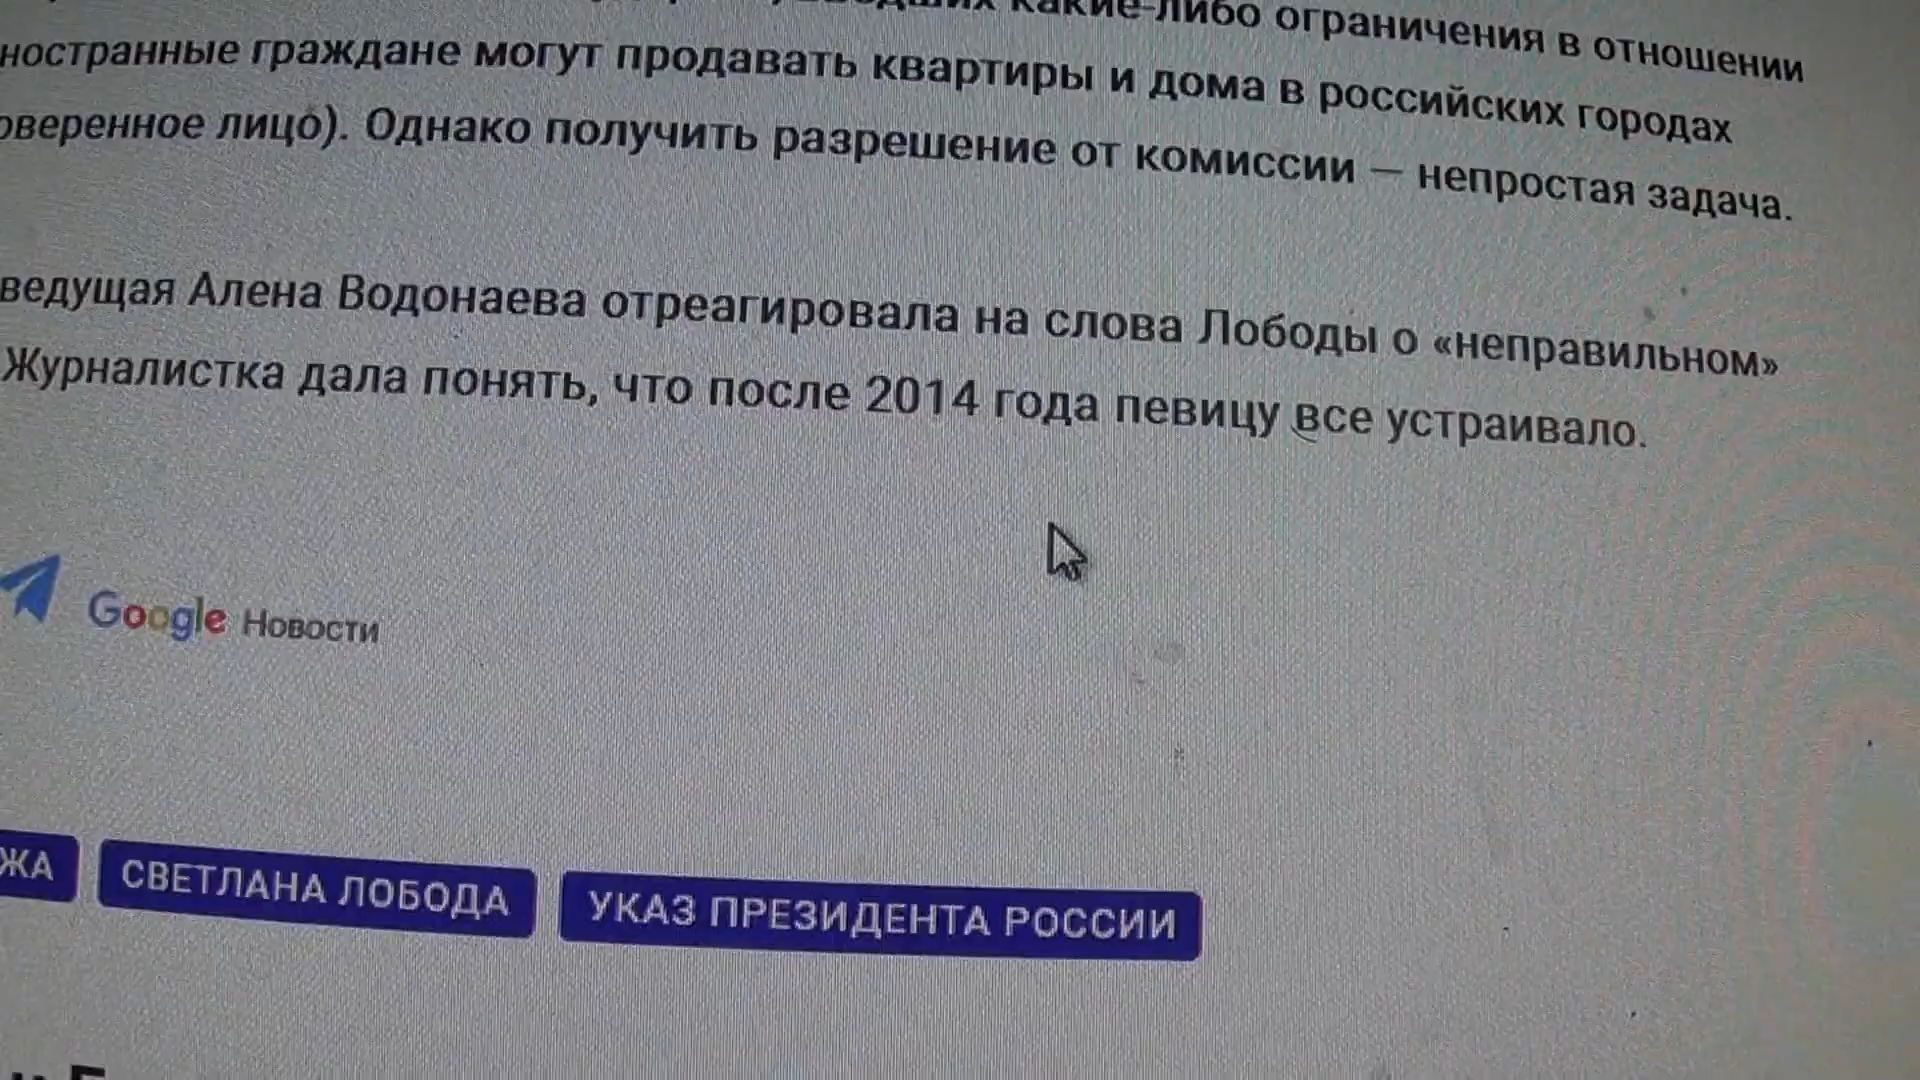 какие-либо ограничения в отношении
ностранные граждане могут продавать квартиры и дома в российских городах
оверенное лицо). Однако получить разрешение от комиссии — непростая задача.
ведущая Алена Водонаева отреагировала на слова Лободы о «неправильном»
Журналистка дала понять, что после 2014 года певицу все устраивало.
Google Новости
ЖА
СВЕТЛАНА ЛОБОДА
УКАЗ ПРЕЗИДЕНТА РОССИИ